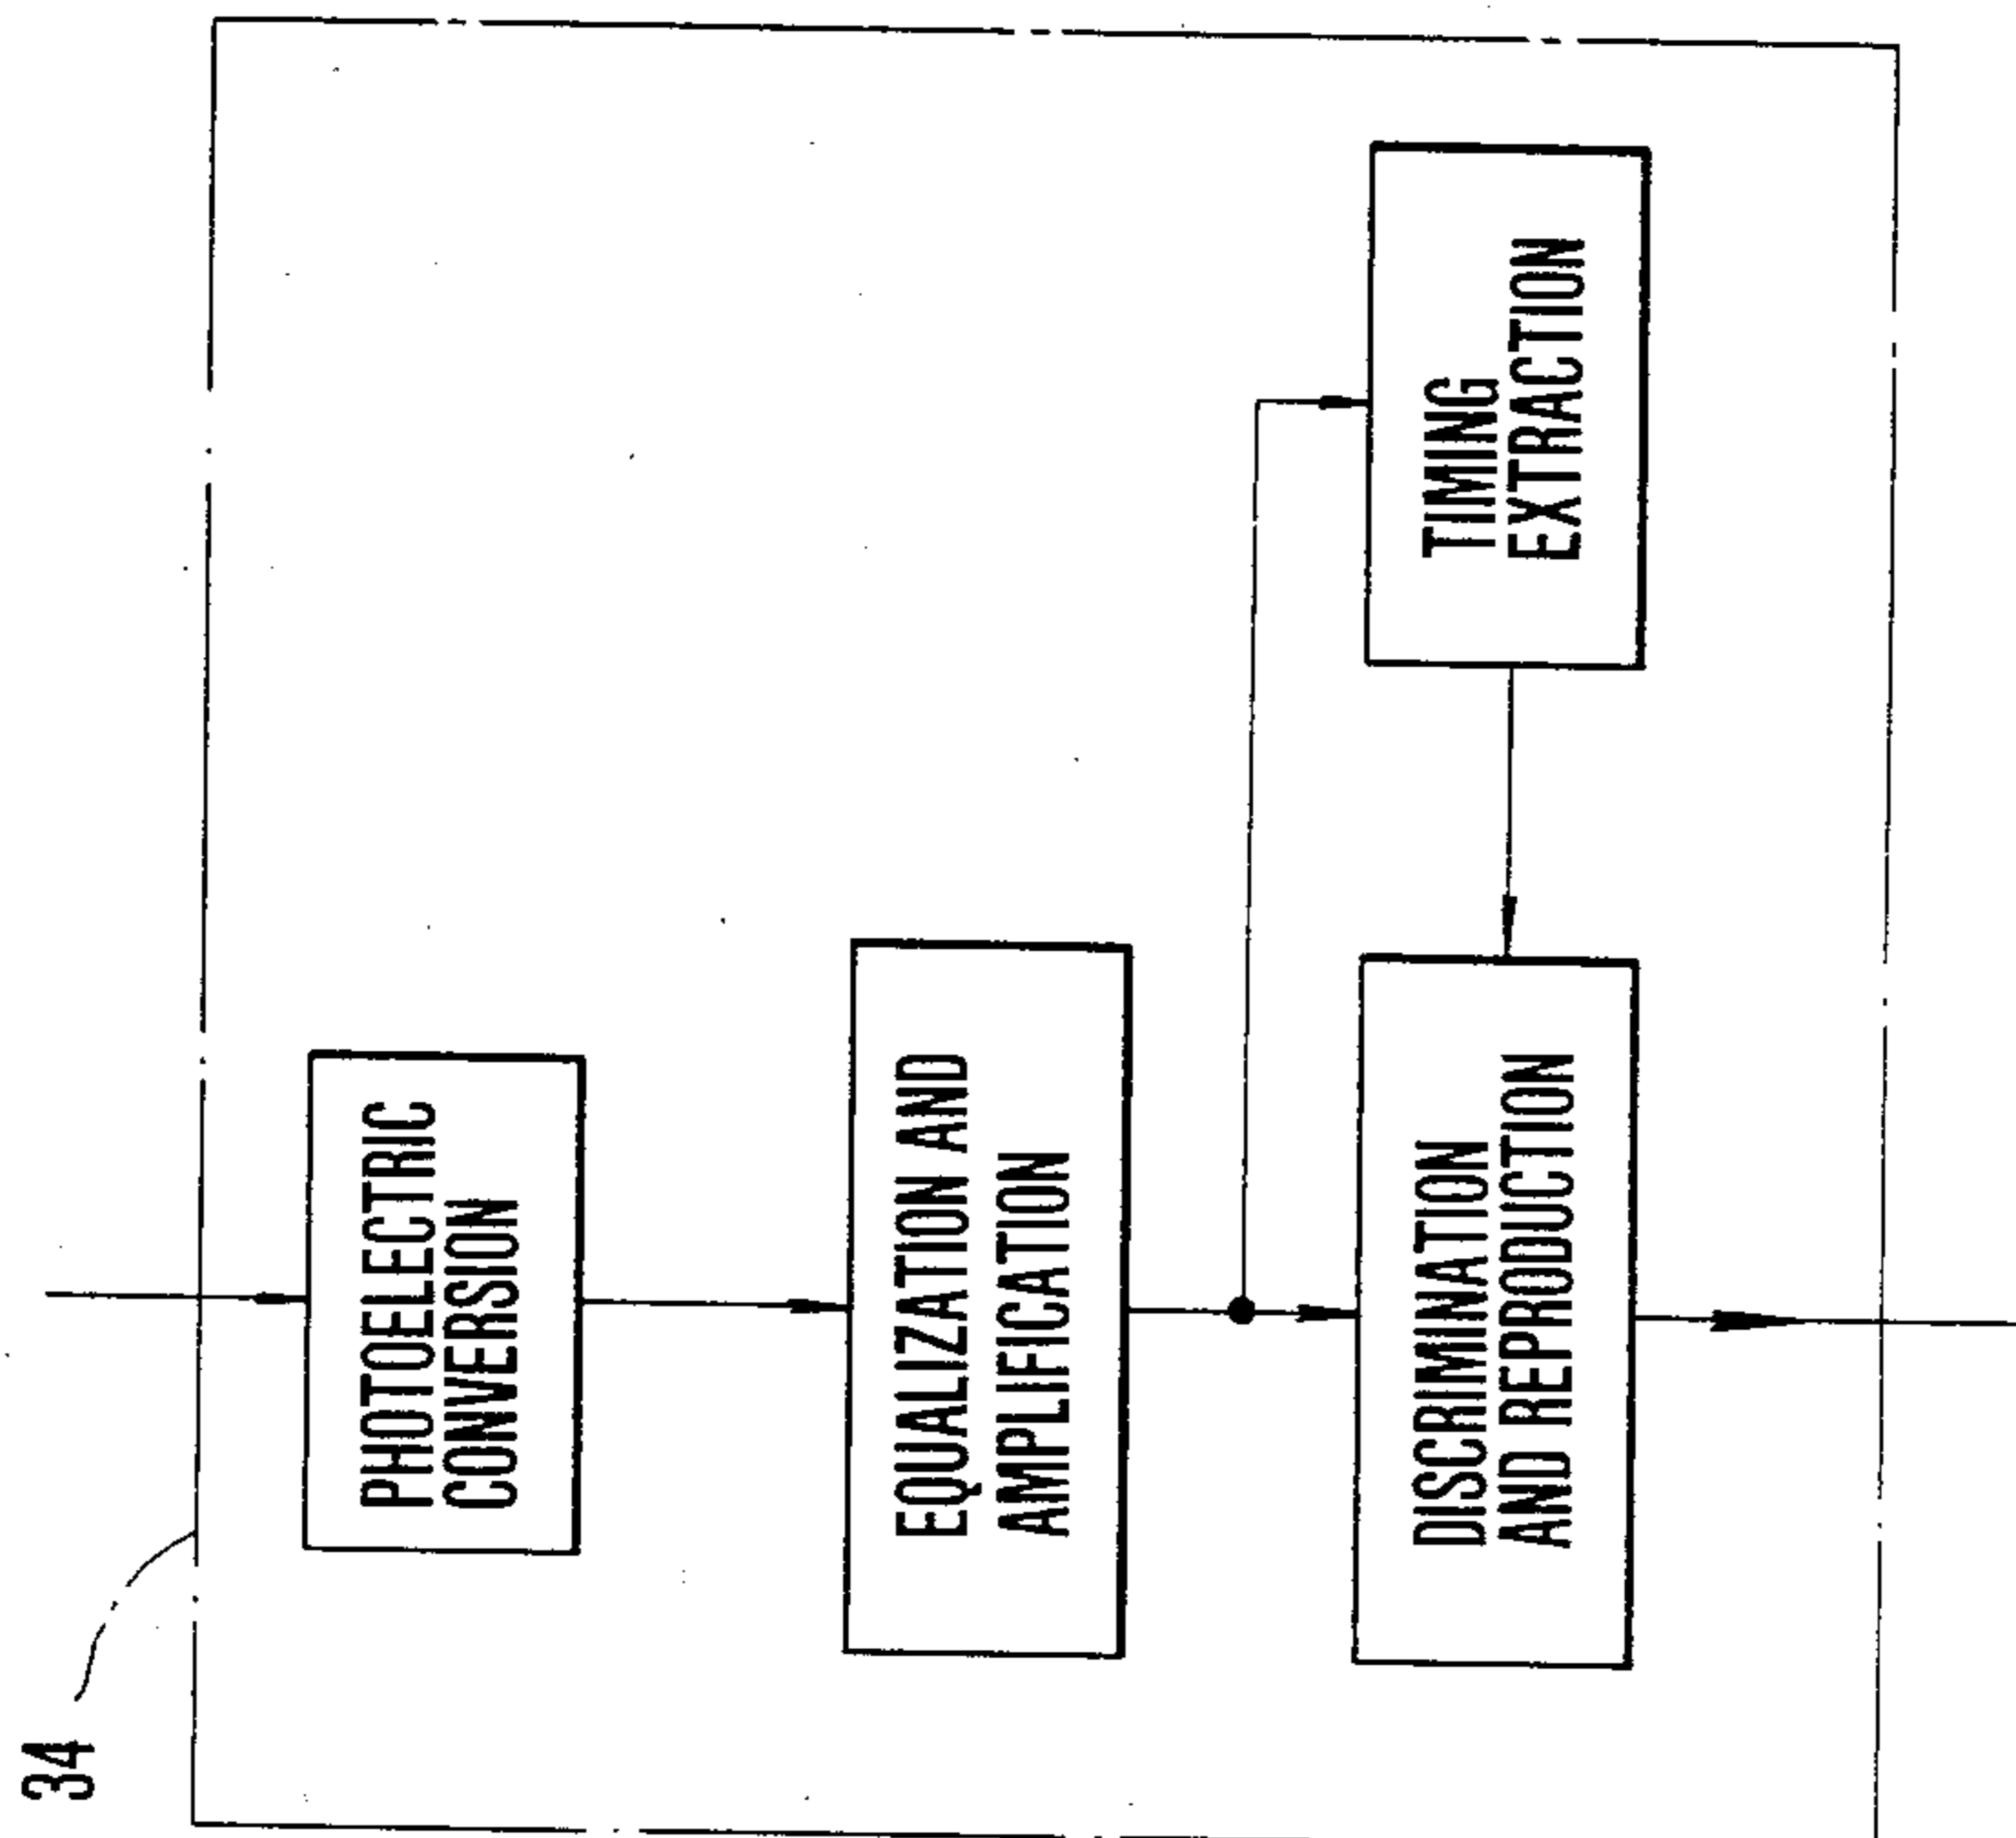 34
PHOTOELECTRIC
CONVERSION
EQUALIZATION AND
AMPLIFICATION
DISCRIMINATION
AND REPRODUCTION
TIMING
EXTRACTION